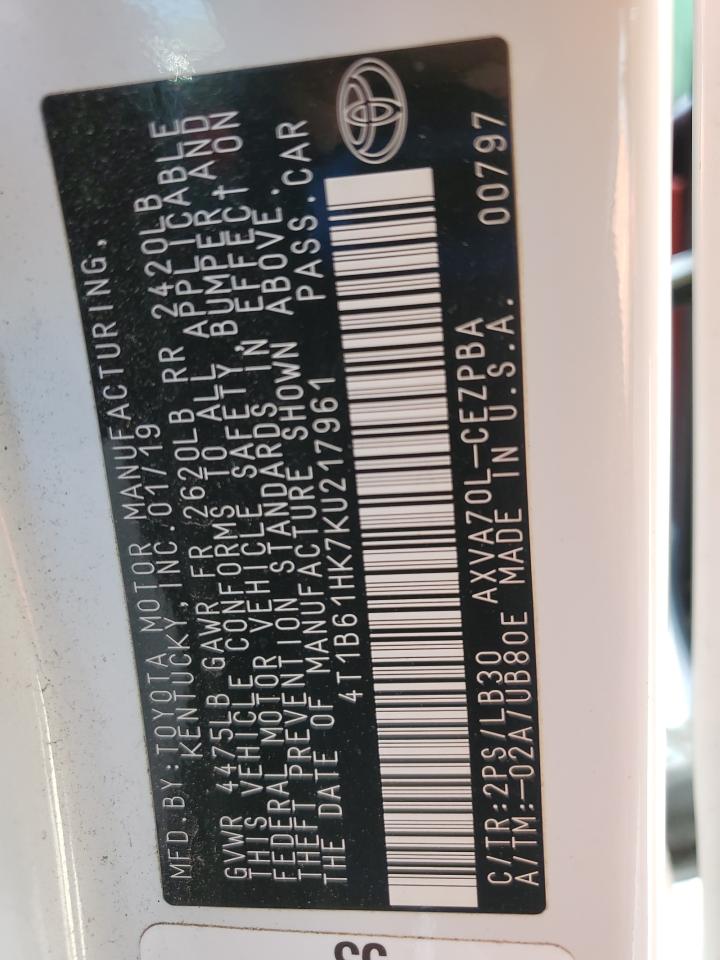 MFD.BY:TOYOTA MOTOR MANUFACTURING,
KENTUCKY,INC.01/19
GVWR 4475LB GAWR FR 2620LB RR 2420LB
THIS VEHICLE CONFORMS TO ALL APPLICABLE
FEDERAL MOTOR VEHICLE SAFETY,BUMPER AND
THEFT PREVENTION STANDARDS IN EFFECT ON
THE DATE OF MANUFACTURE SHOWN ABOVE.
4T1B61HK7KU217961 PASS.CAR
C/TR:2PS/LB30 AXVA70L-CEZPBA 00797
A/TM:-02A/UB80E MADE IN U.S.A.